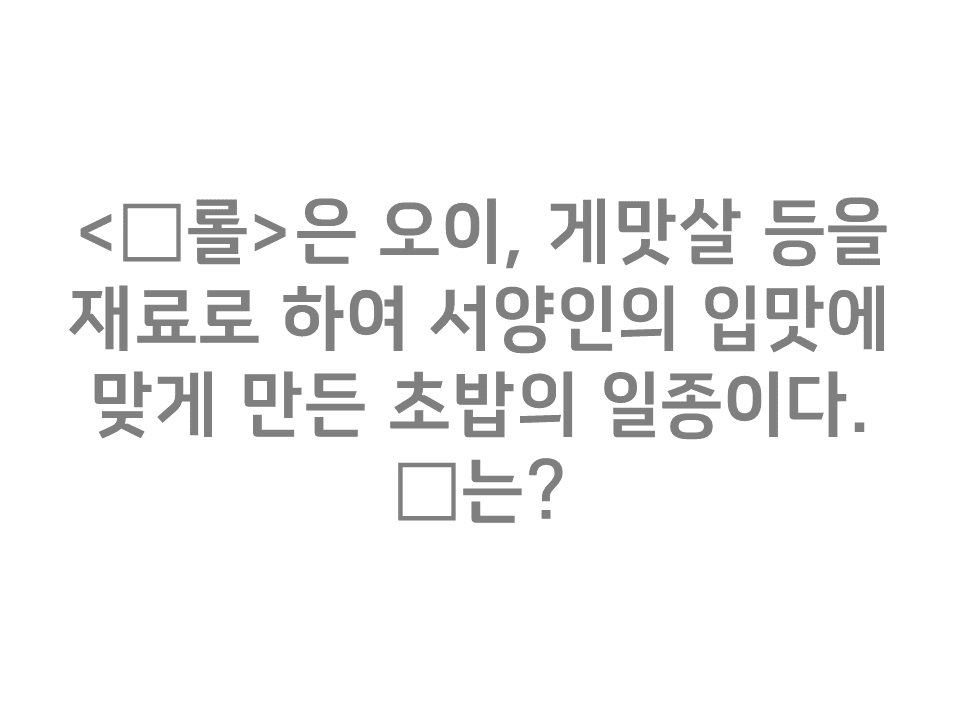 <□롤>은 오이, 게맛살 등을
재료로 하여 서양인의 입맛에
맞게 만든 초밥의 일종이다.
□는?